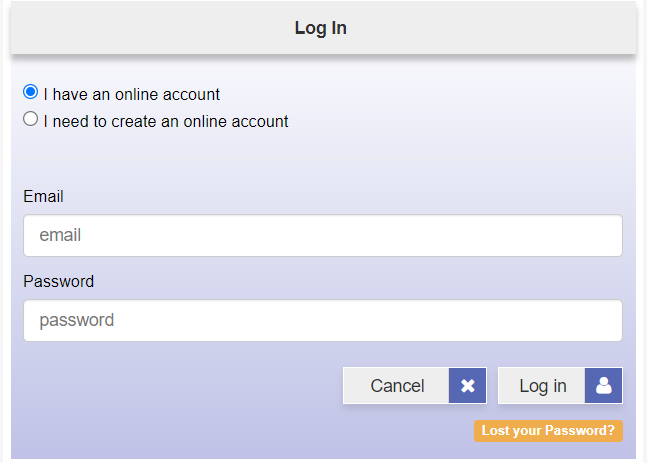 Log In
I have an online account
I need to create an online account
Email
email
Password
password
Cancel Log in
Lost your Password?